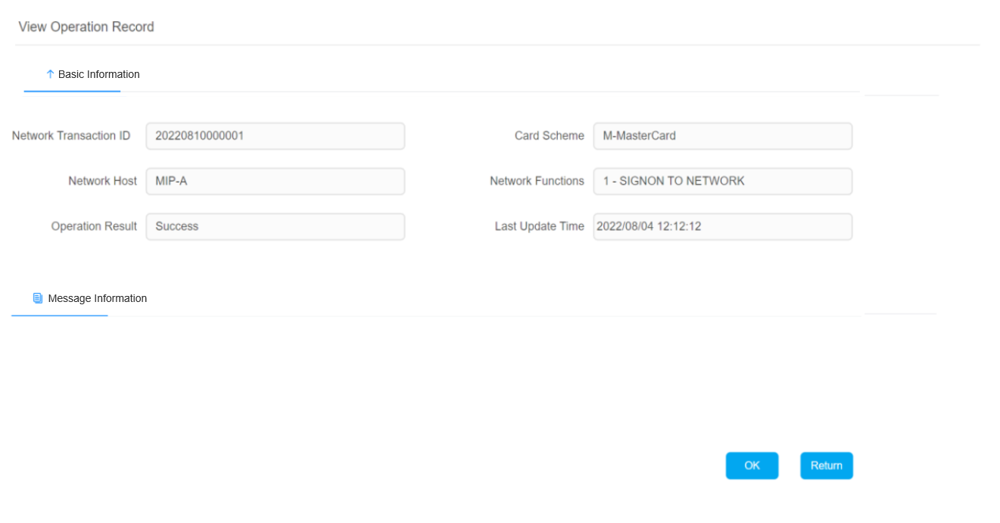 View Operation Record
Basic Information
Network Transaction ID 20220810000001 Card Scheme M-MasterCard
Network Host MIP-A Network Functions 1 - SIGNON TO NETWORK
Operation Result Success Last Update Time 2022/08/04 12:12:12
Message Information
OK Return